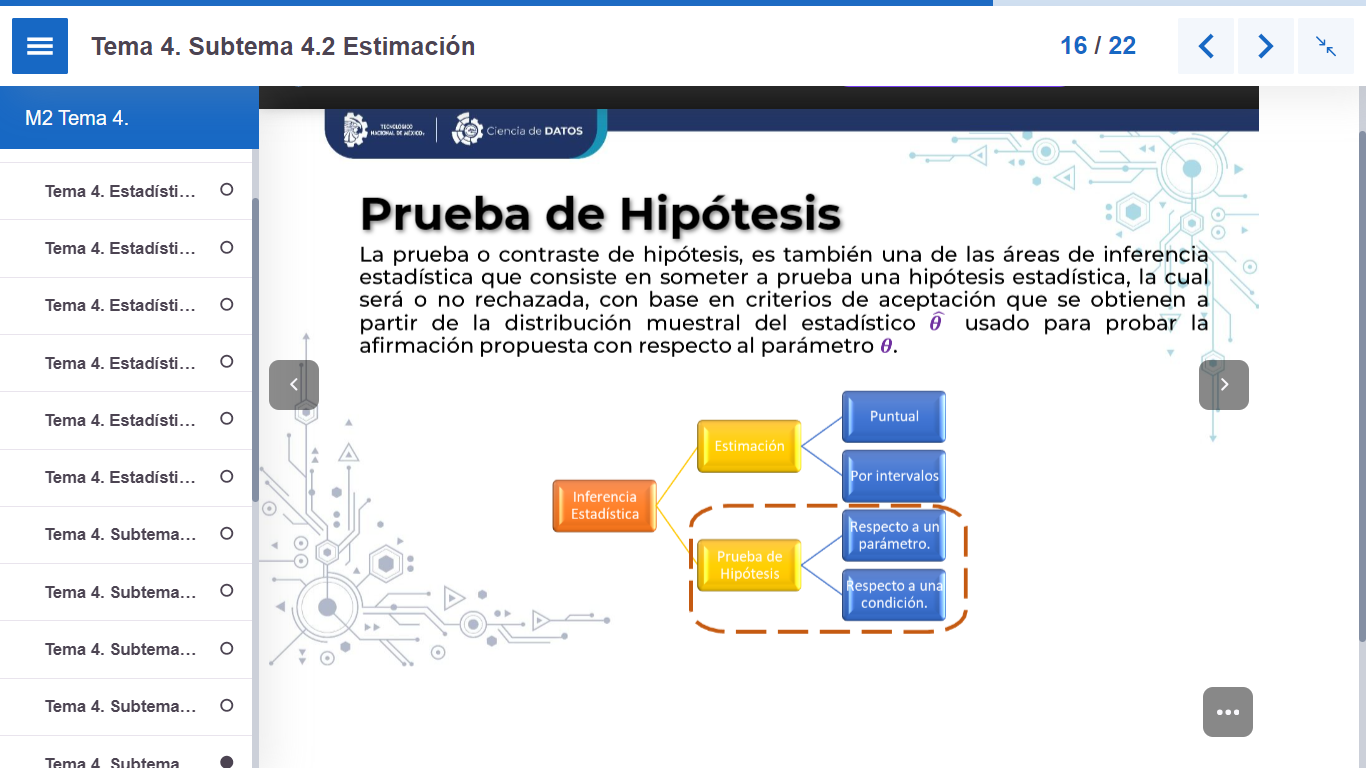 Tema 4. Subtema 4.2 Estimación
16 / 22
M2 Tema 4.
Tema 4. Estadísti...
Tema 4. Estadísti...
Tema 4. Estadísti...
Tema 4. Estadísti...
Tema 4. Estadísti...
Tema 4. Estadísti...
Tema 4. Subtema...
Tema 4. Subtema...
Tema 4. Subtema...
Tema 4. Subtema...
Tema 4. Subtema
TECNOLÓGICO
NACIONAL DE MÉXICO
Ciencia de DATOS
Prueba de Hipótesis
La prueba o contraste de hipótesis, es también una de las áreas de inferencia
estadística que consiste en someter a prueba una hipótesis estadística, la cual
será o no rechazada, con base en criterios de aceptación que se obtienen a
partir de la distribución muestral del estadístico θ̂ usado para probar la
afirmación propuesta con respecto al parámetro θ.
Inferencia
Estadística
Estimación
Puntual
Por intervalos
Prueba de
Hipótesis
Respecto a un
parámetro.
Respecto a una
condición.